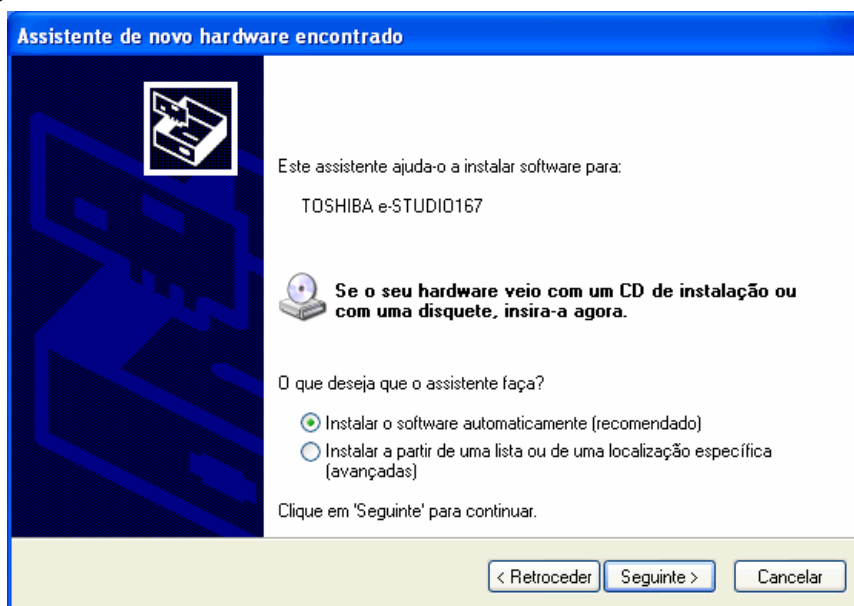 Assistente de novo hardware encontrado
Este assistente ajuda-o a instalar software para:
TOSHIBA e-STUDIO167
Se o seu hardware veio com um CD de instalação ou
com uma disquete, insira-a agora.
O que deseja que o assistente faça?
Instalar o software automaticamente (recomendado)
Instalar a partir de uma lista ou de uma localização específica
(avançadas)
Clique em 'Seguinte' para continuar.
< Retroceder Seguinte > Cancelar